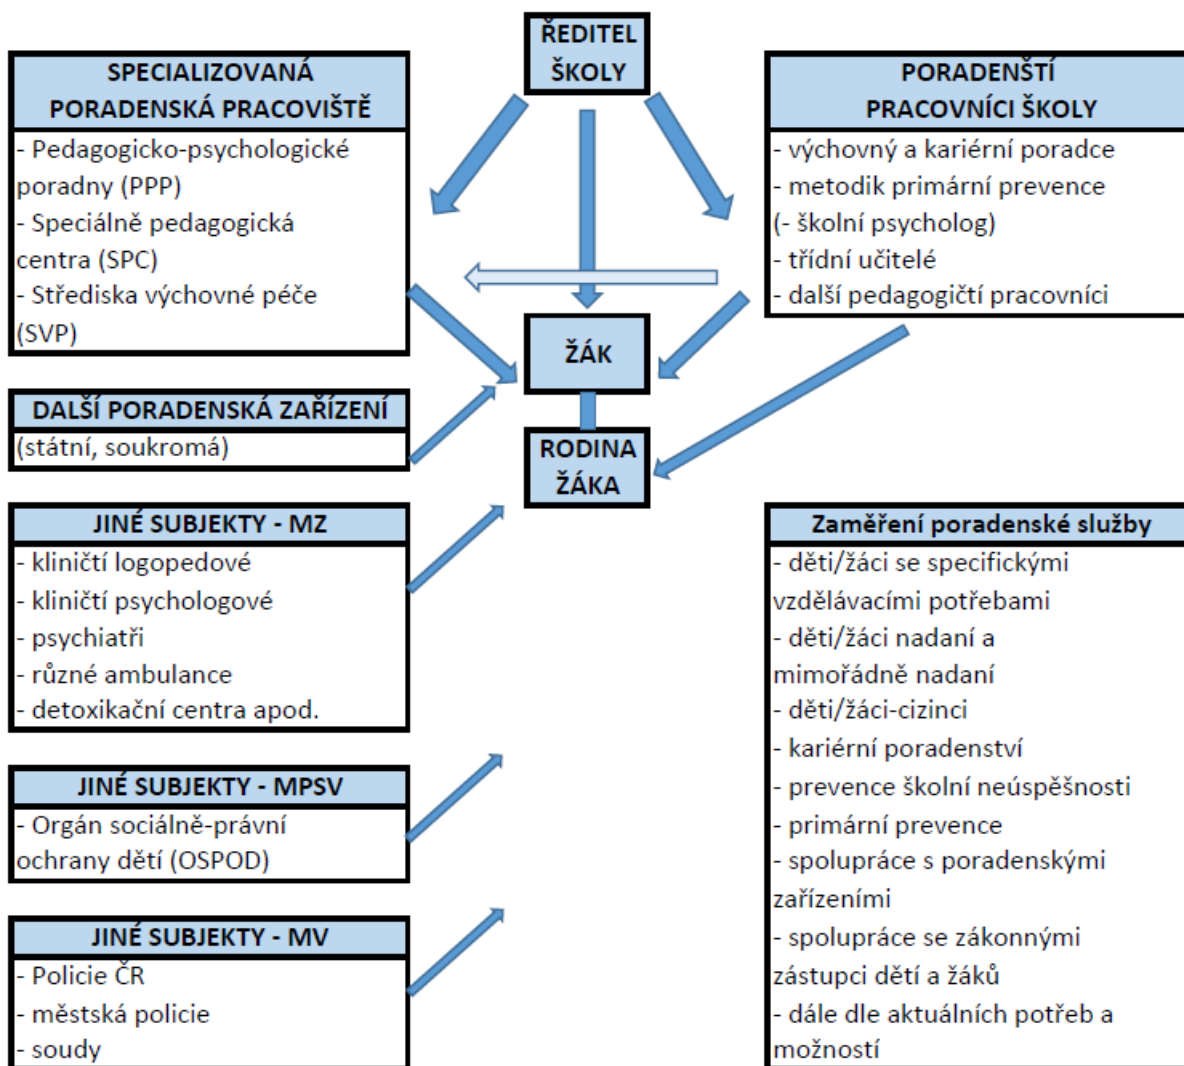 ŘEDITEL
ŠKOLY
SPECIALIZOVANÁ
PORADENSKÁ PRACOVIŠTĚ
- Pedagogicko-psychologické
poradny (PPP)
- Speciálně pedagogická
centra (SPC)
- Střediska výchovné péče
(SVP)
PORADENŠTÍ
PRACOVNÍCI ŠKOLY
- výchovný a kariérní poradce
- metodik primární prevence
(- školní psycholog)
- třídní učitelé
- další pedagogičtí pracovníci
ŽÁK
RODINA
ŽÁKA
DALŠÍ PORADENSKÁ ZAŘÍZENÍ
(státní, soukromá)
JINÉ SUBJEKTY - MZ
- kliničtí logopedové
- kliničtí psychologové
- psychiatři
- různé ambulance
- detoxikační centra apod.
JINÉ SUBJEKTY - MPSV
- Orgán sociálně-právní
ochrany dětí (OSPOD)
JINÉ SUBJEKTY - MV
- Policie ČR
- městská policie
- soudy
Zaměření poradenské služby
- děti/žáci se specifickými
vzdělávacími potřebami
- děti/žáci nadaní a
mimořádně nadaní
- děti/žáci-cizinci
- kariérní poradenství
- prevence školní neúspěšnosti
- primární prevence
- spolupráce s poradenskými
zařízeními
- spolupráce se zákonnými
zástupci dětí a žáků
- dále dle aktuálních potřeb a
možností